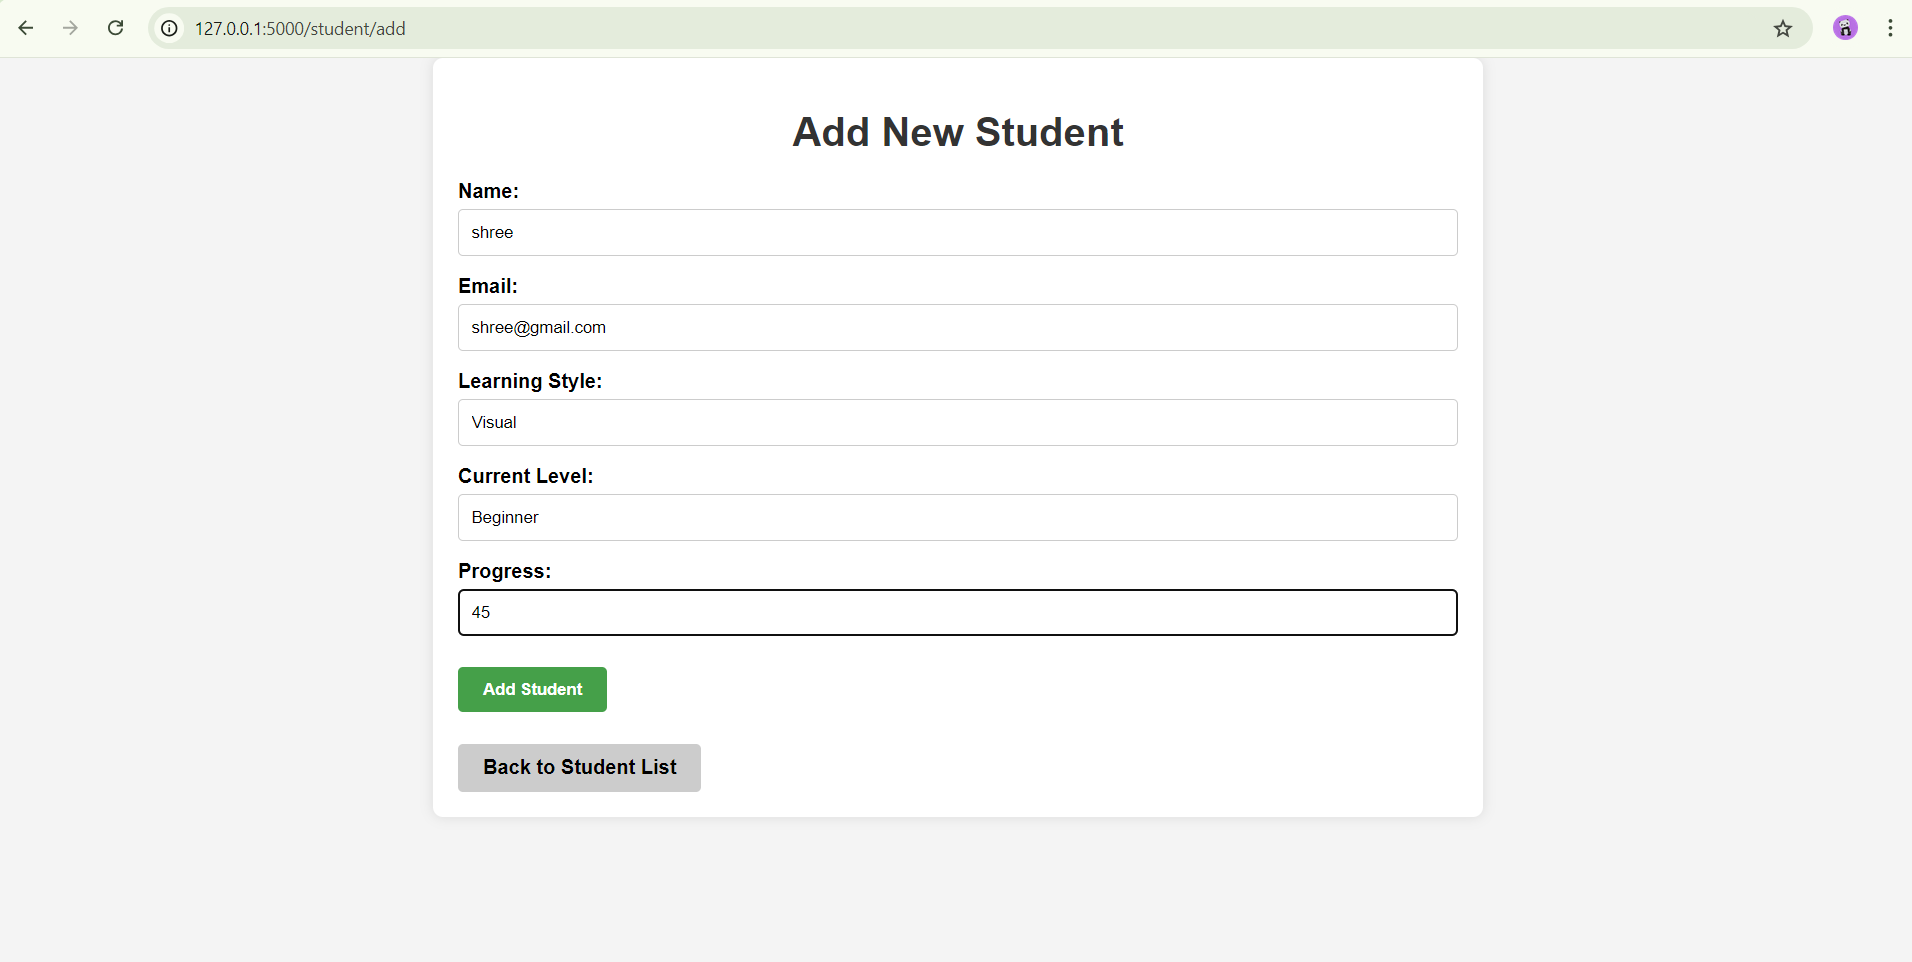 127.0.0.1:5000/student/add
Add New Student
Name:
shree
Email:
shree@gmail.com
Learning Style:
Visual
Current Level:
Beginner
Progress:
45
Add Student
Back to Student List